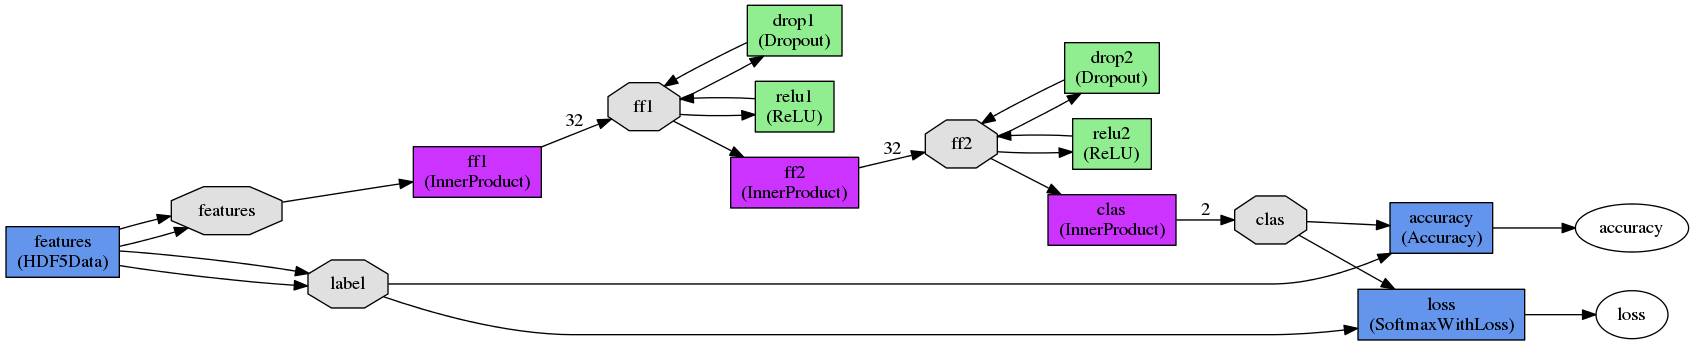 features
(HDF5Data)
features
label
ff1
(InnerProduct)
32
ff1
drop1
(Dropout)
relu1
(ReLU)
ff2
(InnerProduct)
32
ff2
drop2
(Dropout)
relu2
(ReLU)
clas
(InnerProduct)
2
clas
accuracy
(Accuracy)
accuracy
loss
(SoftmaxWithLoss)
loss